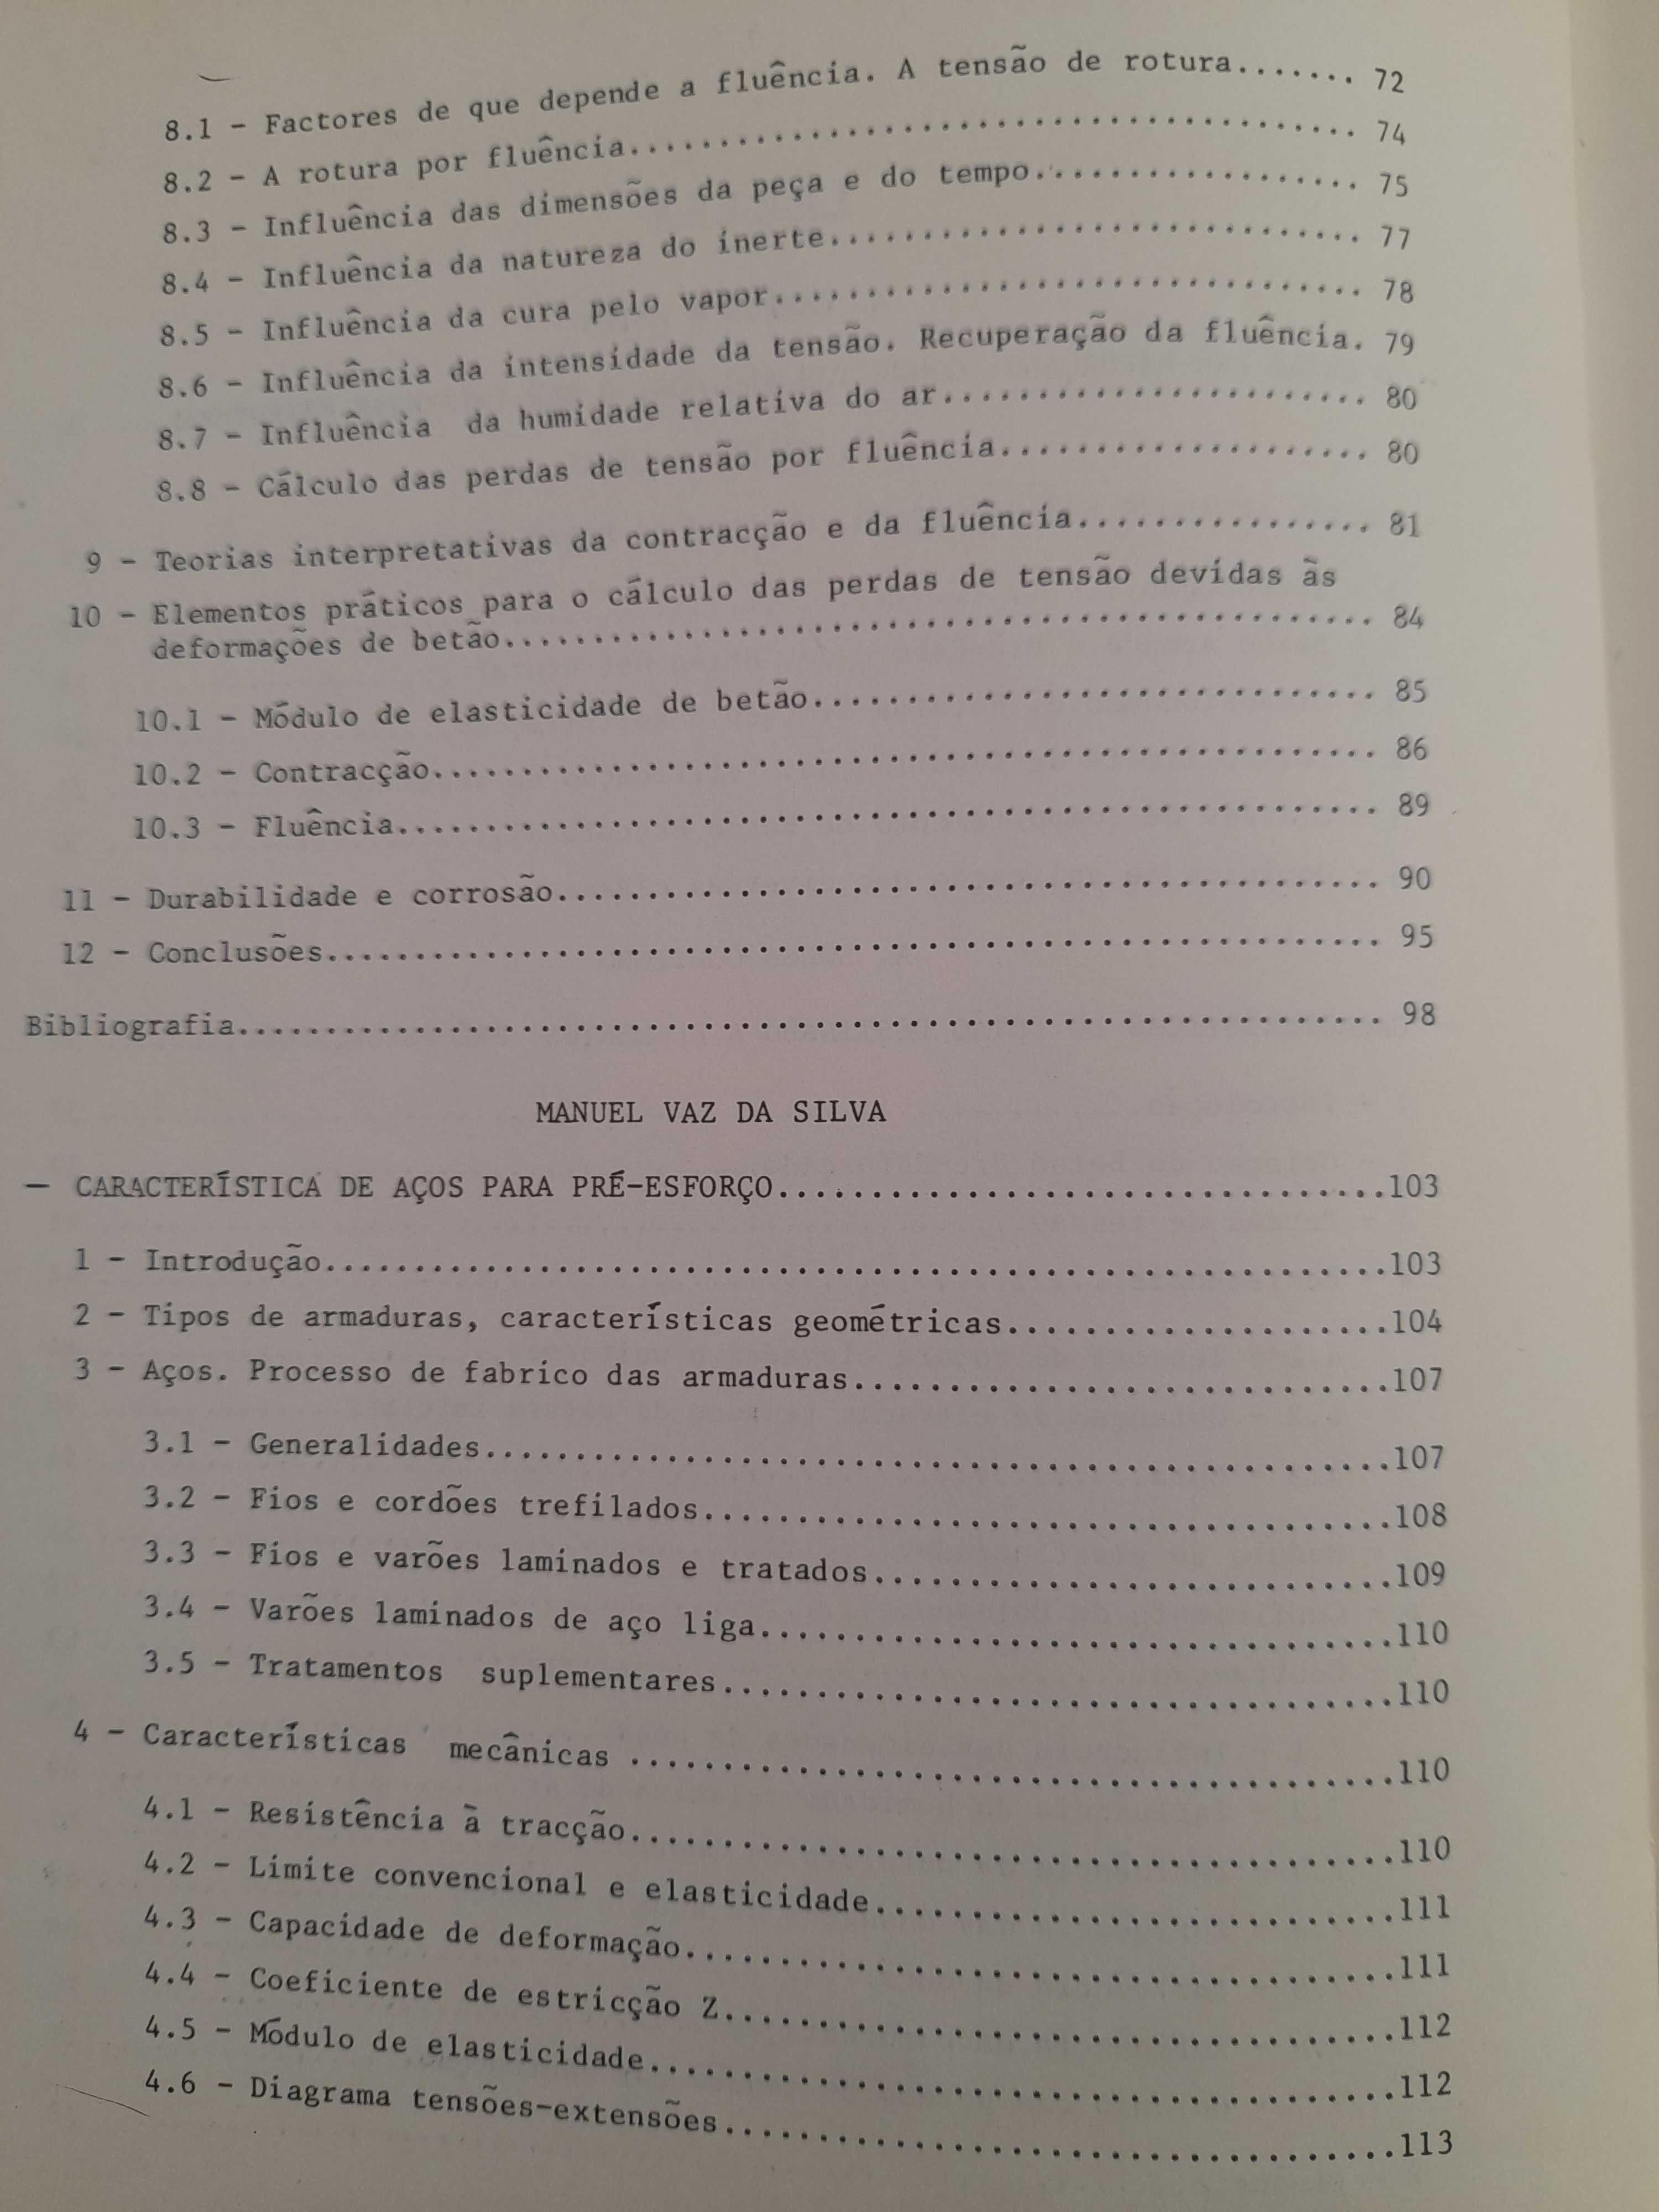 8.1 - Factores de que depende a fluência. A tensão de rotura....... 72
8.2 - A rotura por fluência........................................ 74
8.3 - Influência das dimensões da peça e do tempo.................. 75
8.4 - Influência da natureza do inerte............................. 77
8.5 - Influência da cura pelo vapor................................ 78
8.6 - Influência da intensidade da tensão. Recuperação da fluência. 79
8.7 - Influência da humidade relativa do ar........................ 80
8.8 - Cálculo das perdas de tensão por fluência.................... 80
9 - Teorias interpretativas da contracção e da fluência................ 81
10 - Elementos práticos para o cálculo das perdas de tensão devidas às
deformações de betão............................................... 84
10.1 - Módulo de elasticidade de betão............................... 85
10.2 - Contracção.................................................... 86
10.3 - Fluência...................................................... 89
11 - Durabilidade e corrosão............................................ 90
12 - Conclusões......................................................... 95
Bibliografia............................................................ 98
MANUEL VAZ DA SILVA
— CARACTERÍSTICA DE AÇOS PARA PRÉ-ESFORÇO................................103
1 - Introdução..........................................................103
2 - Tipos de armaduras, características geométricas.....................104
3 - Aços. Processo de fabrico das armaduras.............................107
3.1 - Generalidades.................................................107
3.2 - Fios e cordões trefilados.....................................108
3.3 - Fios e varões laminados e tratados............................109
3.4 - Varões laminados de aço liga..................................110
3.5 - Tratamentos suplementares.....................................110
4 - Características mecânicas ..........................................110
4.1 - Resistência à tracção.........................................110
4.2 - Limite convencional e elasticidade............................111
4.3 - Capacidade de deformação......................................111
4.4 - Coeficiente de estricção Z....................................112
4.5 - Módulo de elasticidade........................................112
4.6 - Diagrama tensões-extensões....................................113